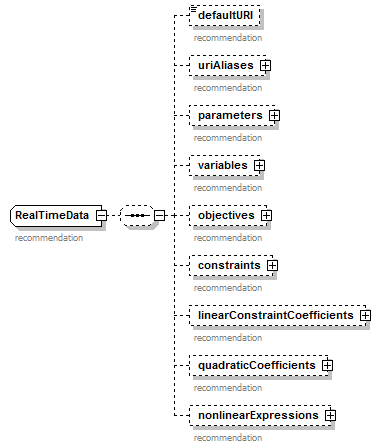 defaultURI
recommendation
uriAliases
recommendation
parameters
recommendation
variables
recommendation
RealTimeData
recommendation
objectives
recommendation
constraints
recommendation
linearConstraintCoefficients
recommendation
quadraticCoefficients
recommendation
nonlinearExpressions
recommendation